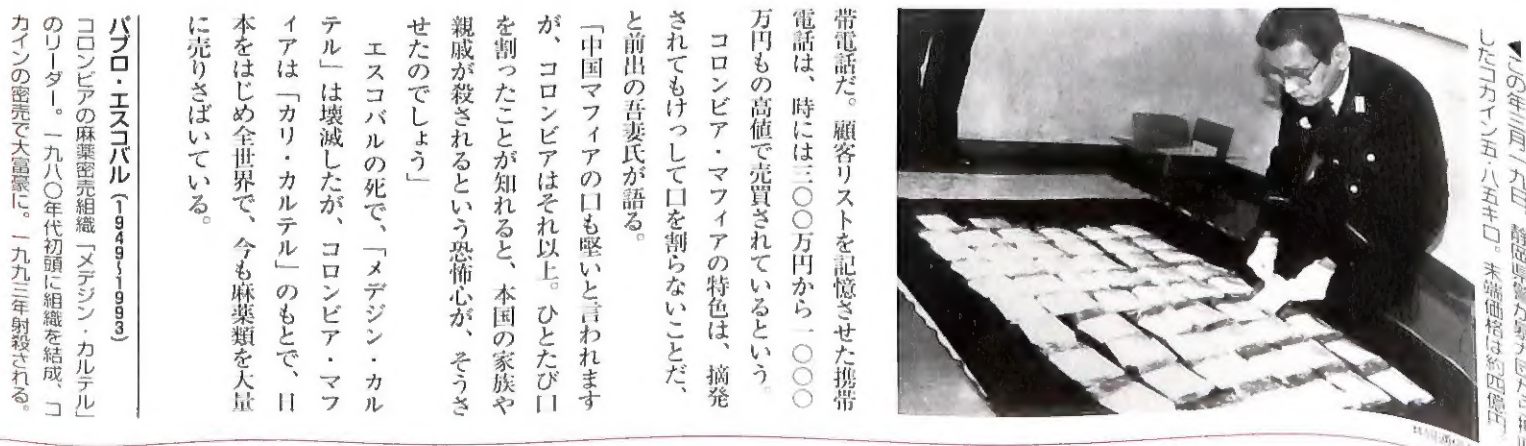 ◀この年三月一九日、静岡県警が暴力団から押収
したコカイン五・八五キロ。末端価格は約四億円。
帯電話だ。顧客リストを記憶させた携帯
電話は、時には三〇〇万円から一〇〇〇
万円もの高値で売買されているという。
　コロンビア・マフィアの特色は、摘発
されてもけっして口を割らないことだ、
と前出の吾妻氏が語る。
「中国マフィアの口も堅いと言われます
が、コロンビアはそれ以上。ひとたび口
を割ったことが知れると、本国の家族や
親戚が殺されるという恐怖心が、そうさ
せたのでしょう」
　エスコバルの死で、「メデジン・カル
テル」は壊滅したが、コロンビア・マフ
ィアは「カリ・カルテル」のもとで、日
本をはじめ全世界で、今も麻薬類を大量
に売りさばいている。
パブロ・エスコバル（1949〜1993）
コロンビアの麻薬密売組織「メデジン・カルテル」
のリーダー。一九八〇年代初頭に組織を結成、コ
カインの密売で大富豪に。一九九三年射殺される。